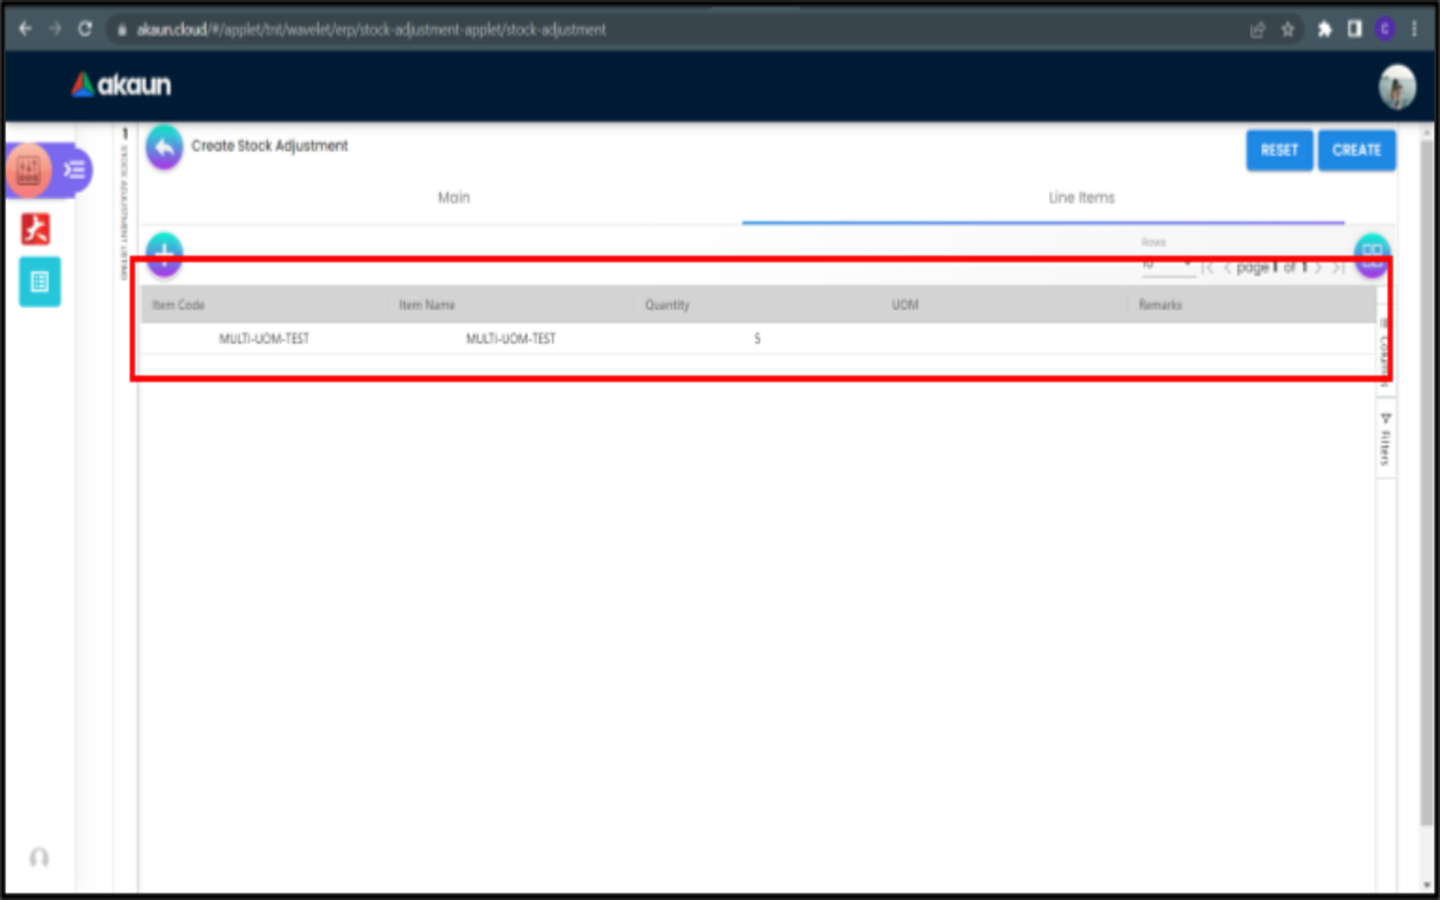 akaun.cloud/#/applet/tnt/wavelet/erp/stock-adjustment-applet/stock-adjustment
C
akaun
1 STOCK ADJUSTMENT LISTING
Create Stock Adjustment
RESET
CREATE
Main
Line Items
Rows
10
page 1 of 1
Item Code
Item Name
Quantity
UOM
Remarks
MULTI-UOM-TEST
MULTI-UOM-TEST
5
Columns
Filters